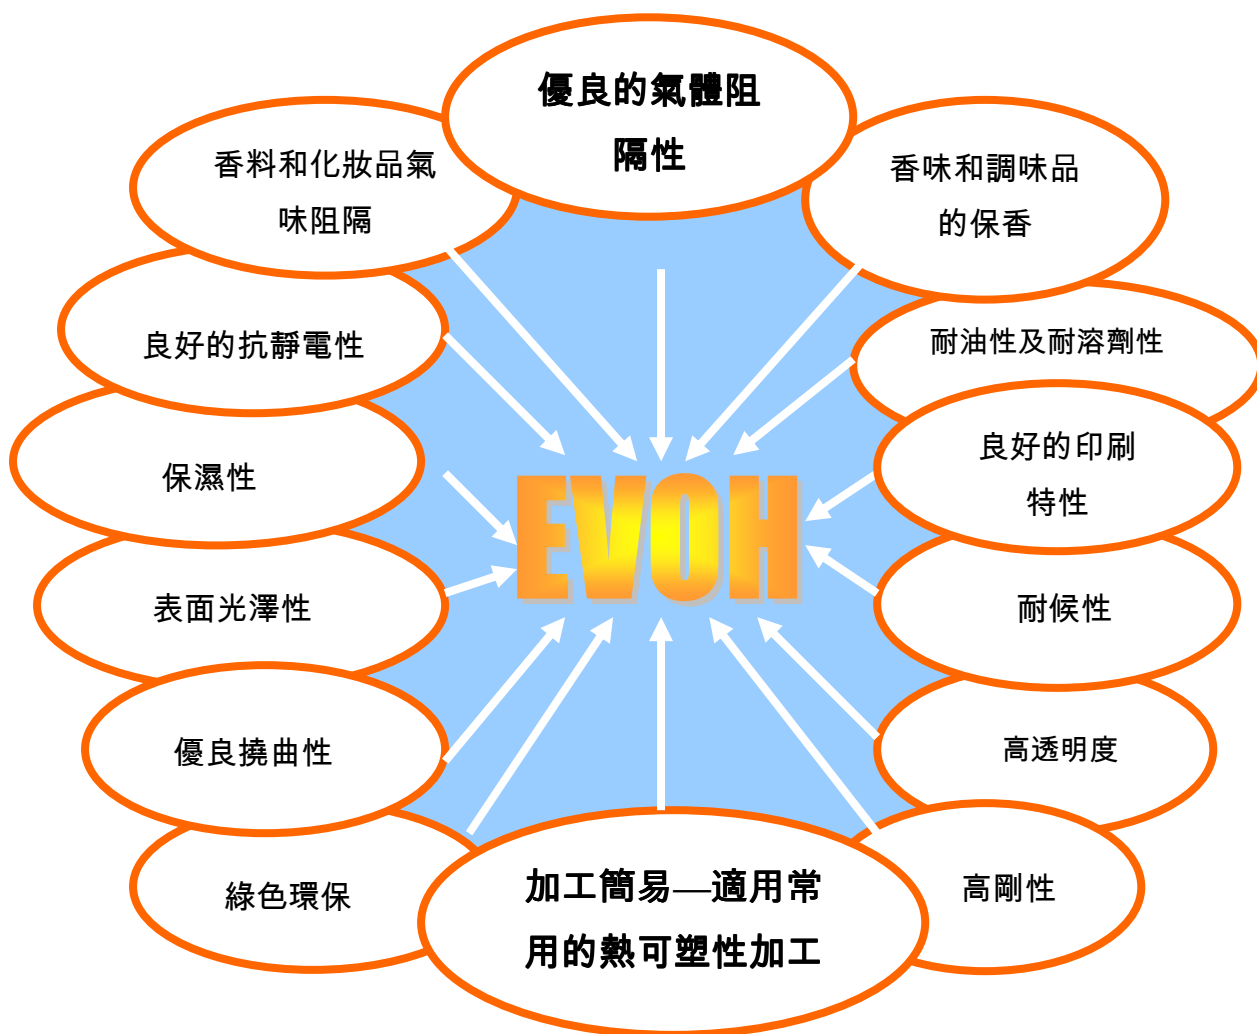 優良的氣體阻
隔性
香料和化妝品氣
味阻隔
香味和調味品
的保香
良好的抗靜電性
耐油性及耐溶劑性
保濕性
良好的印刷
特性
EVOH
表面光澤性
耐候性
優良撓曲性
高透明度
綠色環保
加工簡易—適用常
用的熱可塑性加工
高剛性